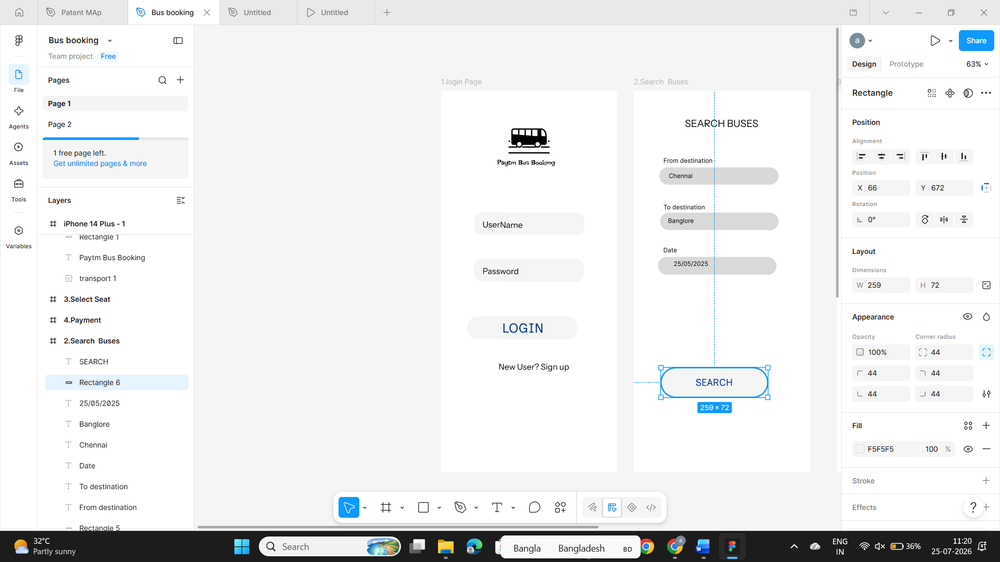 Patent MAp
Bus booking
Untitled
Untitled
Bus booking
Team project Free
File
Agents
Assets
Tools
Variables
Pages
Page 1
Page 2
1 free page left.
Get unlimited pages & more
Layers
iPhone 14 Plus - 1
Rectangle 1
Paytm Bus Booking
transport 1
3.Select Seat
4.Payment
2.Search Buses
SEARCH
Rectangle 6
25/05/2025
Banglore
Chennai
Date
To destination
From destination
Rectangle 5
1.login Page
Paytm Bus Booking
UserName
Password
LOGIN
New User? Sign up
2.Search Buses
SEARCH BUSES
From destination
Chennai
To destination
Banglore
Date
25/05/2025
SEARCH
259 × 72
3
a
Share
Design Prototype 63%
Rectangle
Position
Alignment
Position
X 66 Y 672
Rotation
0°
Layout
Dimensions
W 259 H 72
Appearance
Opacity Corner radius
100% 44
44 44
44 44
Fill
F5F5F5 100 %
Stroke
Effects
?
32°C
Partly sunny
Search
Bangla Bangladesh BD
ENG
IN
36%
11:20
25-07-2026